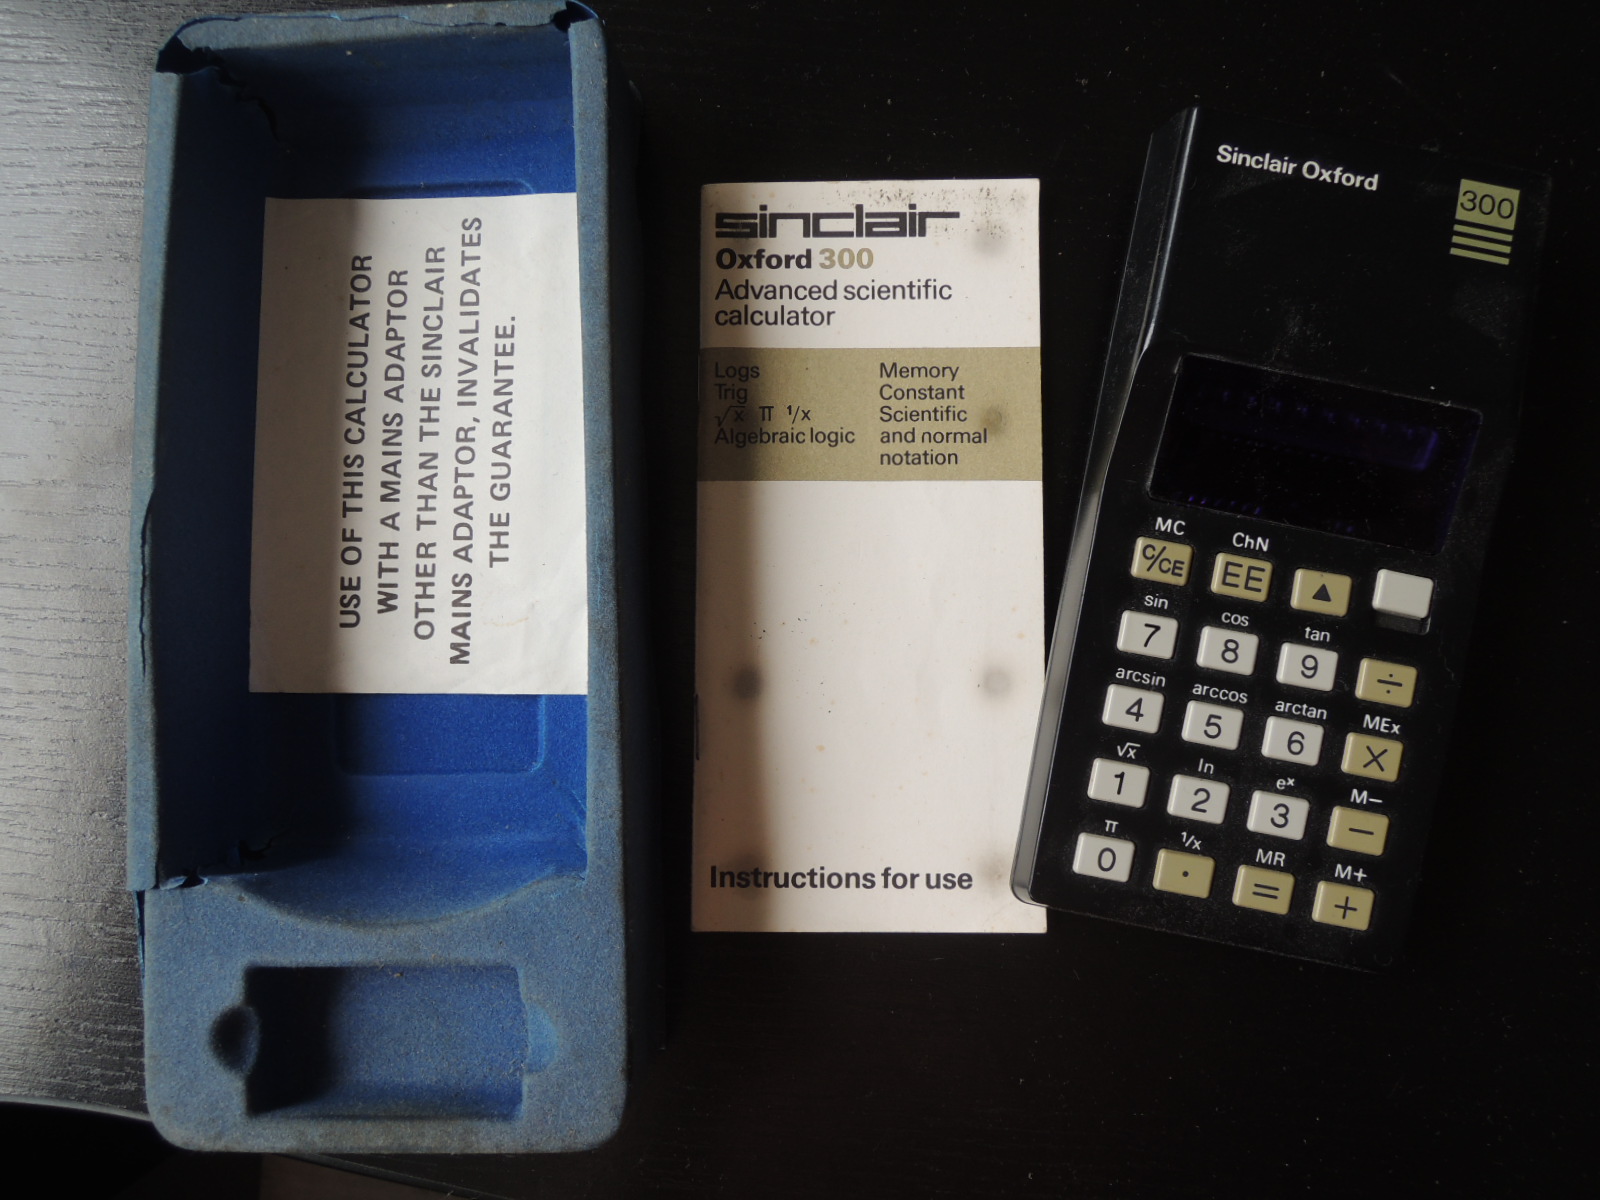 USE OF THIS CALCULATOR
WITH A MAINS ADAPTOR
OTHER THAN THE SINCLAIR
MAINS ADAPTOR, INVALIDATES
THE GUARANTEE.
sinclair
Oxford 300
Advanced scientific
calculator
Logs
Trig
√x π 1/x
Algebraic logic
Memory
Constant
Scientific
and normal
notation
Instructions for use
Sinclair Oxford
300
MC ChN
C/CE EE ▲
sin cos tan
7 8 9 ÷
arcsin arccos arctan MEx
4 5 6 ×
√x ln eˣ M−
1 2 3 −
π 1/x MR M+
0 . = +